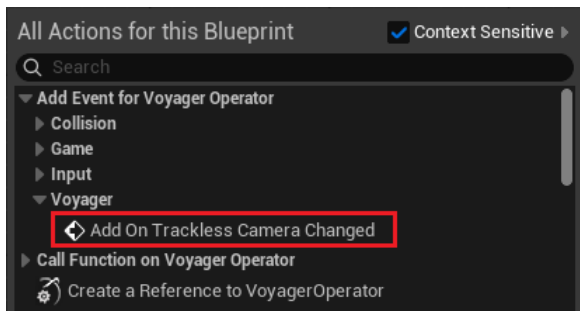 All Actions for this Blueprint Context Sensitive
Search
Add Event for Voyager Operator
Collision
Game
Input
Voyager
Add On Trackless Camera Changed
Call Function on Voyager Operator
Create a Reference to VoyagerOperator